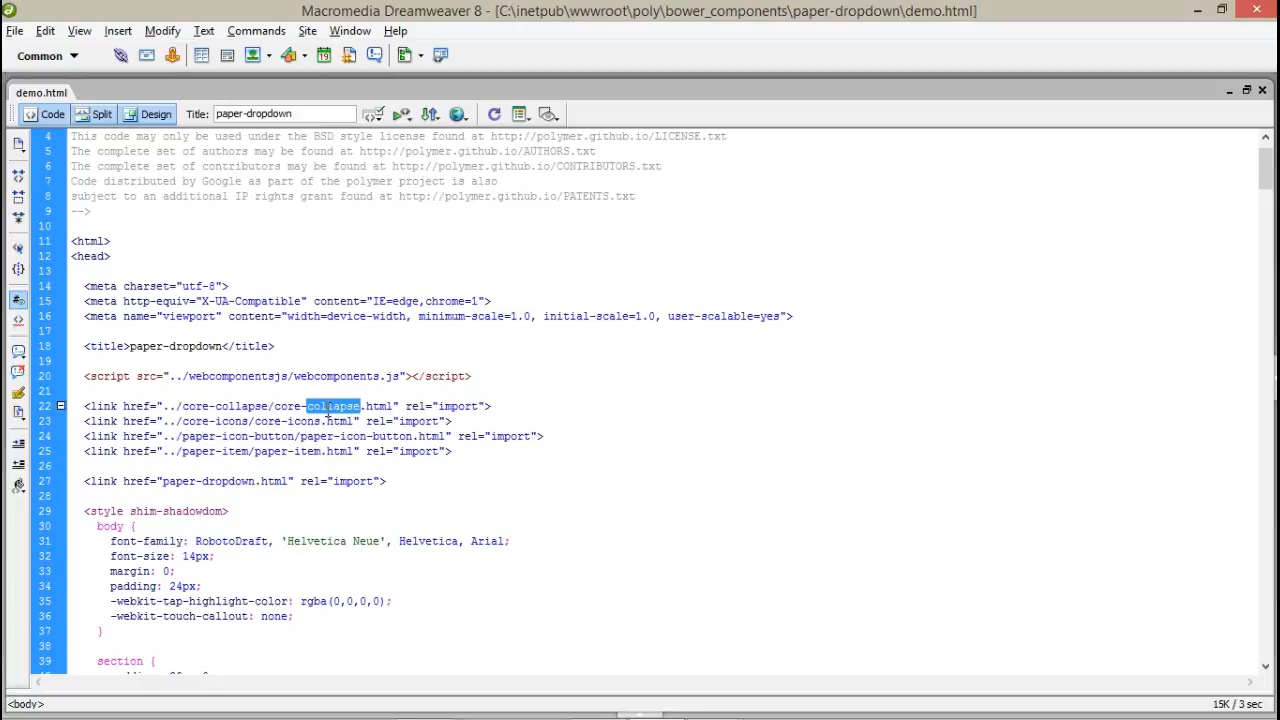 Macromedia Dreamweaver 8 - [C:\inetpub\wwwroot\poly\bower_components\paper-dropdown\demo.html]
File Edit View Insert Modify Text Commands Site Window Help
Common
demo.html
Code Split Design Title: paper-dropdown
4 This code may only be used under the BSD style license found at http://polymer.github.io/LICENSE.txt
5 The complete set of authors may be found at http://polymer.github.io/AUTHORS.txt
6 The complete set of contributors may be found at http://polymer.github.io/CONTRIBUTORS.txt
7 Code distributed by Google as part of the polymer project is also
8 subject to an additional IP rights grant found at http://polymer.github.io/PATENTS.txt
9 -->
10
11 <html>
12 <head>
13
14 <meta charset="utf-8">
15 <meta http-equiv="X-UA-Compatible" content="IE=edge,chrome=1">
16 <meta name="viewport" content="width=device-width, minimum-scale=1.0, initial-scale=1.0, user-scalable=yes">
17
18 <title>paper-dropdown</title>
19
20 <script src="../webcomponentsjs/webcomponents.js"></script>
21
22 <link href="../core-collapse/core-collapse.html" rel="import">
23 <link href="../core-icons/core-icons.html" rel="import">
24 <link href="../paper-icon-button/paper-icon-button.html" rel="import">
25 <link href="../paper-item/paper-item.html" rel="import">
26
27 <link href="paper-dropdown.html" rel="import">
28
29 <style shim-shadowdom>
30 body {
31 font-family: RobotoDraft, 'Helvetica Neue', Helvetica, Arial;
32 font-size: 14px;
33 margin: 0;
34 padding: 24px;
35 -webkit-tap-highlight-color: rgba(0,0,0,0);
36 -webkit-touch-callout: none;
37 }
38
39 section {
<body> 15K / 3 sec